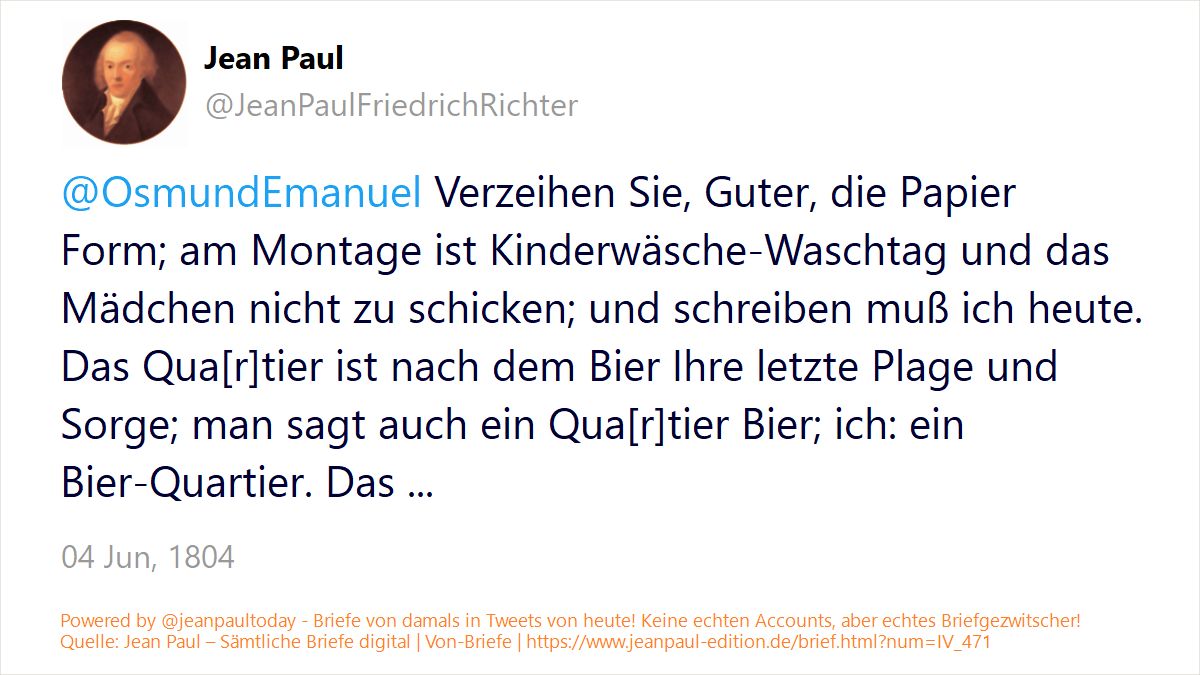 Jean Paul
@JeanPaulFriedrichRichter
@OsmundEmanuel Verzeihen Sie, Guter, die Papier
Form; am Montage ist Kinderwäsche-Waschtag und das
Mädchen nicht zu schicken; und schreiben muß ich heute.
Das Qua[r]tier ist nach dem Bier Ihre letzte Plage und
Sorge; man sagt auch ein Qua[r]tier Bier; ich: ein
Bier-Quartier. Das ...
04 Jun, 1804
Powered by @jeanpaultoday - Briefe von damals in Tweets von heute! Keine echten Accounts, aber echtes Briefgezwitscher!
Quelle: Jean Paul – Sämtliche Briefe digital | Von-Briefe | https://www.jeanpaul-edition.de/brief.html?num=IV_471